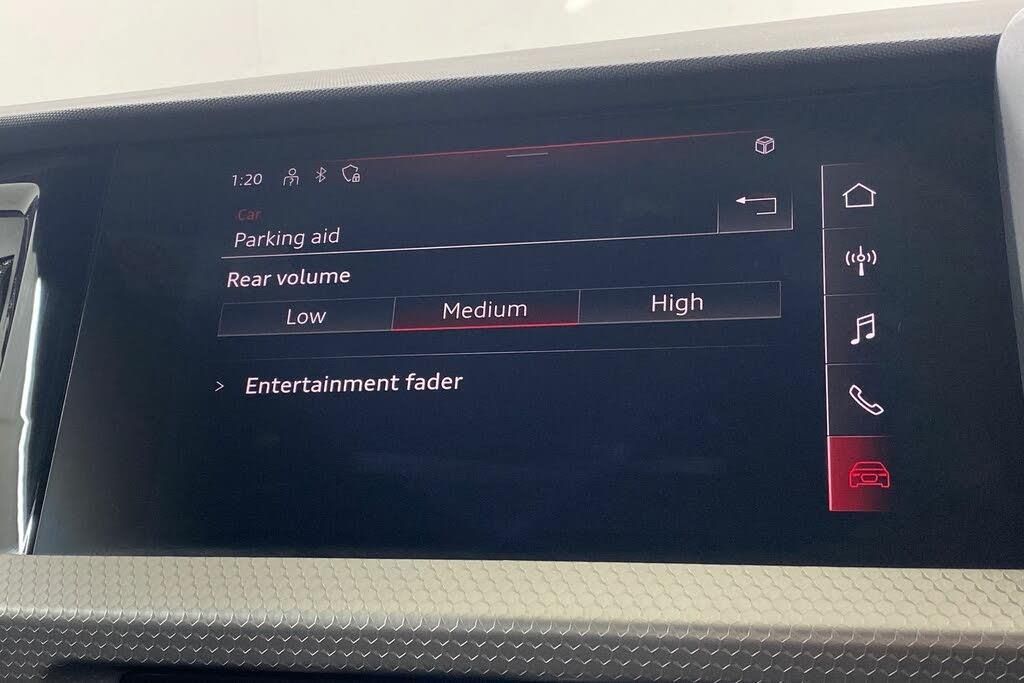 1:20
Car
Parking aid
Rear volume
Low Medium High
> Entertainment fader